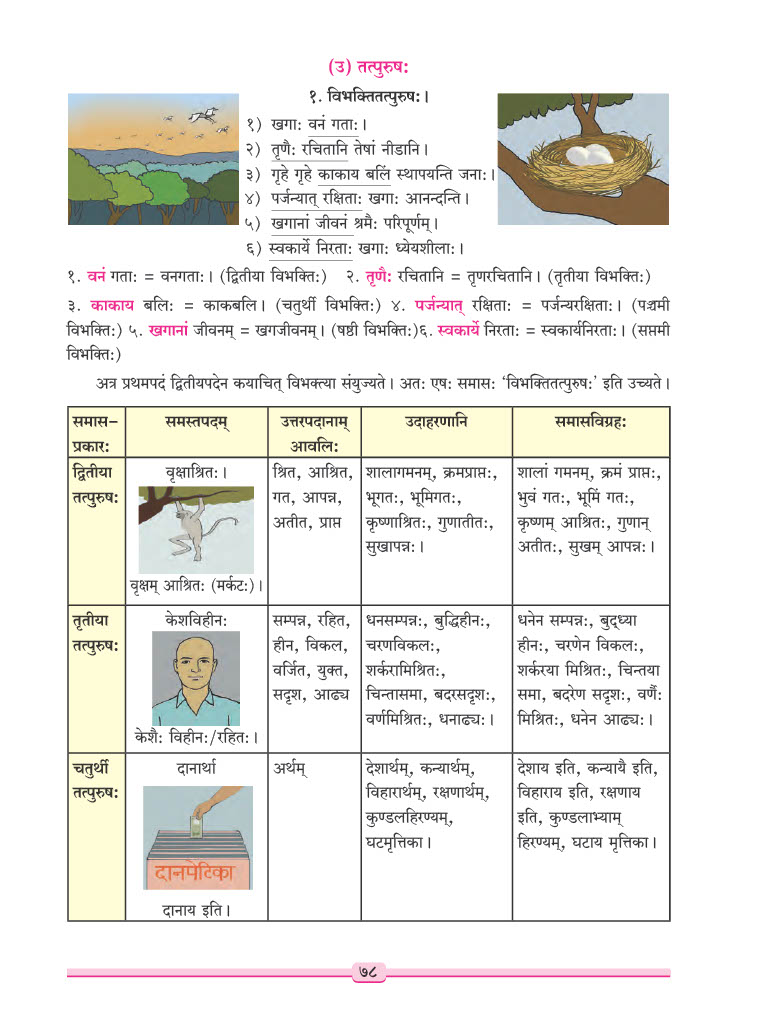 (उ) तत्पुरुषः
१. विभक्तितत्पुरुषः।
१) खगाः वनं गताः।
२) तृणैः रचितानि तेषां नीडानि।
३) गृहे गृहे काकाय बलिं स्थापयन्ति जनाः।
४) पर्जन्यात् रक्षिताः खगाः आनन्दन्ति।
५) खगानां जीवनं श्रमैः परिपूर्णम्।
६) स्वकार्ये निरताः खगाः ध्येयशीलाः।
१. वनं गताः = वनगताः। (द्वितीया विभक्तिः) २. तृणैः रचितानि = तृणरचितानि। (तृतीया विभक्तिः)
३. काकाय बलिः = काकबलि। (चतुर्थी विभक्तिः) ४. पर्जन्यात् रक्षिताः = पर्जन्यरक्षिताः। (पञ्चमी
विभक्तिः) ५. खगानां जीवनम् = खगजीवनम्। (षष्ठी विभक्तिः)६. स्वकार्ये निरताः = स्वकार्यनिरताः। (सप्तमी
विभक्तिः)
अत्र प्रथमपदं द्वितीयपदेन कयाचित् विभक्त्या संयुज्यते। अतः एषः समासः ‘विभक्तितत्पुरुषः’ इति उच्यते।
समास–
प्रकारः
समस्तपदम्
उत्तरपदानाम्
आवलिः
उदाहरणानि
समासविग्रहः
द्वितीया
तत्पुरुषः
वृक्षाश्रितः।
वृक्षम् आश्रितः (मर्कटः)।
श्रित, आश्रित,
गत, आपन्न,
अतीत, प्राप्त
शालागमनम्, क्रमप्राप्तः,
भूगतः, भूमिगतः,
कृष्णाश्रितः, गुणातीतः,
सुखापन्नः।
शालां गमनम्, क्रमं प्राप्तः,
भुवं गतः, भूमिं गतः,
कृष्णम् आश्रितः, गुणान्
अतीतः, सुखम् आपन्नः।
तृतीया
तत्पुरुषः
केशविहीनः
केशैः विहीनः/रहितः।
सम्पन्न, रहित,
हीन, विकल,
वर्जित, युक्त,
सदृश, आढ्य
धनसम्पन्नः, बुद्धिहीनः,
चरणविकलः,
शर्करामिश्रितः,
चिन्तासमा, बदरसदृशः,
वर्णमिश्रितः, धनाढ्यः।
धनेन सम्पन्नः, बुद्ध्या
हीनः, चरणेन विकलः,
शर्करया मिश्रितः, चिन्तया
समा, बदरेण सदृशः, वर्णैः
मिश्रितः, धनेन आढ्यः।
चतुर्थी
तत्पुरुषः
दानार्था
दानपेटिका
दानाय इति।
अर्थम्
देशार्थम्, कन्यार्थम्,
विहारार्थम्, रक्षणार्थम्,
कुण्डलहिरण्यम्,
घटमृत्तिका।
देशाय इति, कन्यायै इति,
विहाराय इति, रक्षणाय
इति, कुण्डलाभ्याम्
हिरण्यम्, घटाय मृत्तिका।
७८